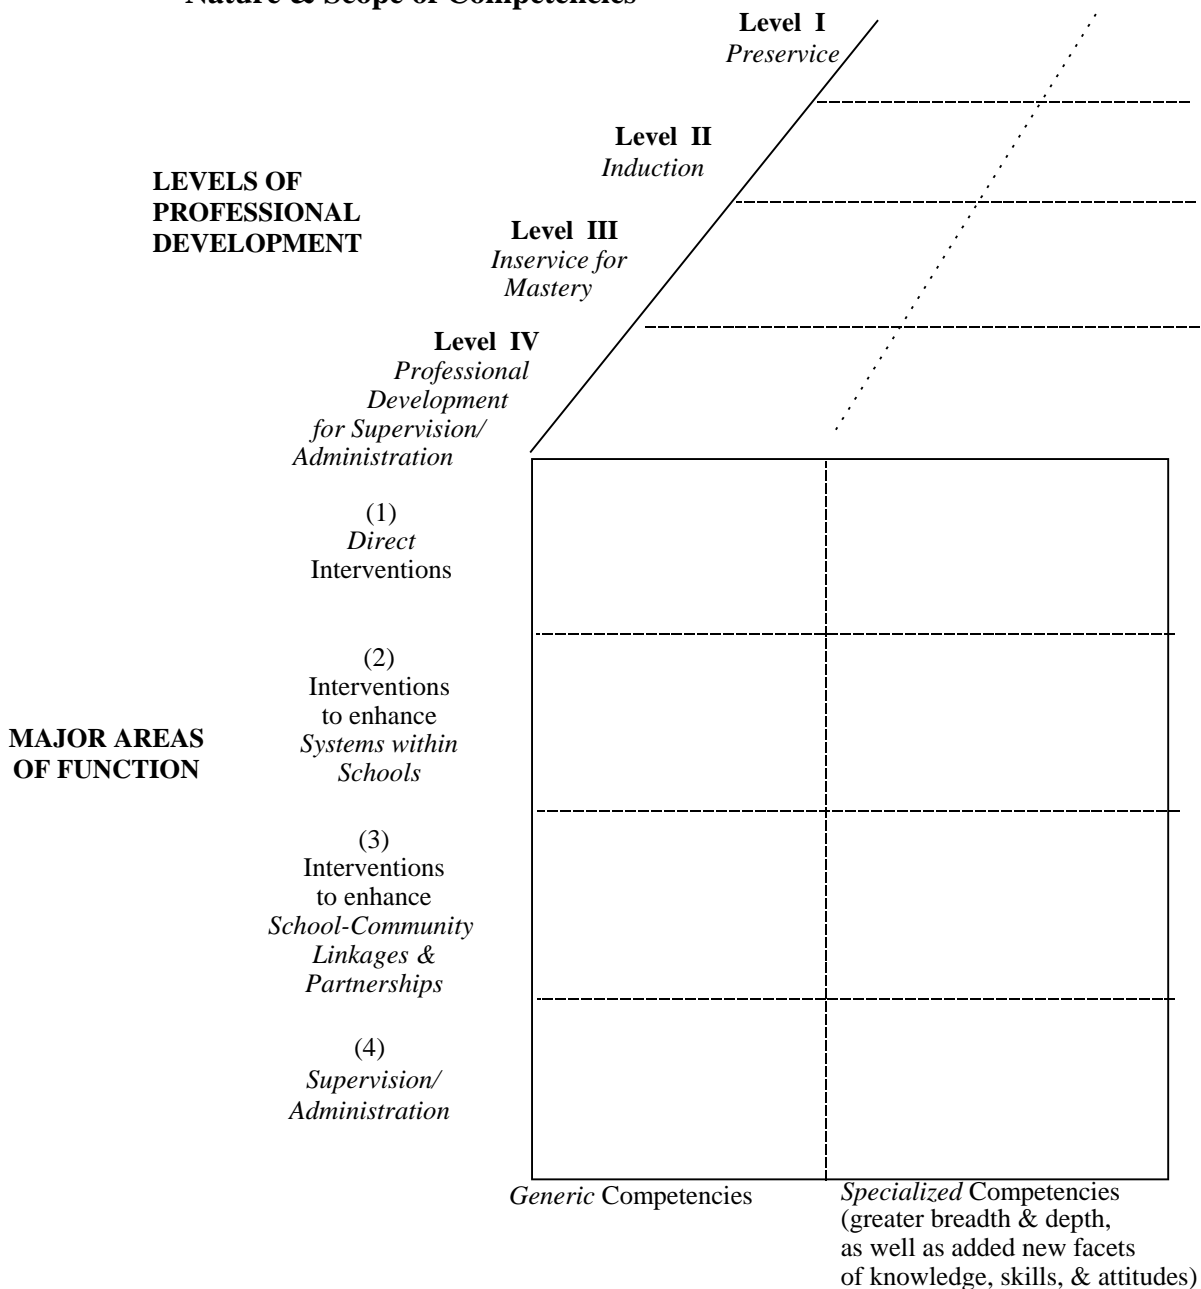 Nature & Scope of Competencies
Level I
Preservice
Level II
Induction
LEVELS OF
PROFESSIONAL
DEVELOPMENT
Level III
Inservice for
Mastery
Level IV
Professional
Development
for Supervision/
Administration
(1)
Direct
Interventions
(2)
Interventions
to enhance
Systems within
Schools
MAJOR AREAS
OF FUNCTION
(3)
Interventions
to enhance
School-Community
Linkages &
Partnerships
(4)
Supervision/
Administration
Generic Competencies
Specialized Competencies
(greater breadth & depth,
as well as added new facets
of knowledge, skills, & attitudes)